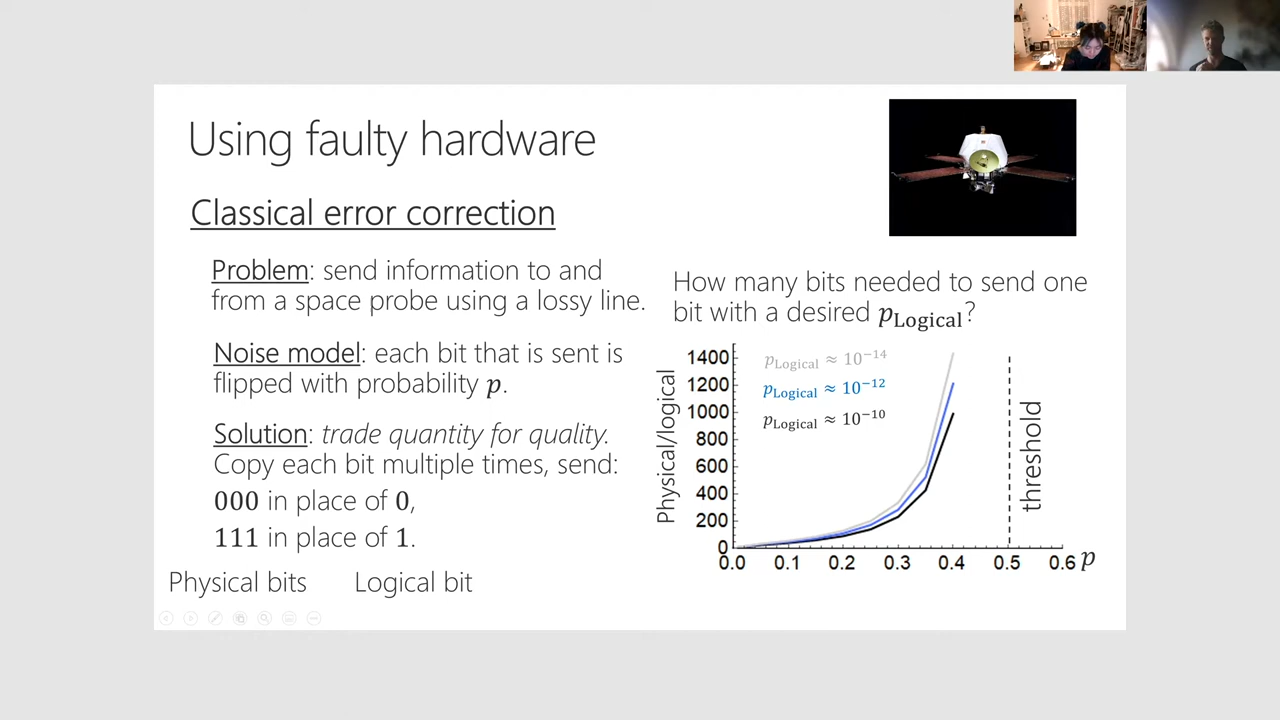 Using faulty hardware
Classical error correction
Problem: send information to and
from a space probe using a lossy line.
Noise model: each bit that is sent is
flipped with probability p.
Solution: trade quantity for quality.
Copy each bit multiple times, send:
000 in place of 0,
111 in place of 1.
Physical bits Logical bit
How many bits needed to send one
bit with a desired pLogical?
pLogical ≈ 10⁻¹⁴
pLogical ≈ 10⁻¹²
pLogical ≈ 10⁻¹⁰
Physical/logical
1400
1200
1000
800
600
400
200
0
0.0 0.1 0.2 0.3 0.4 0.5 0.6 p
threshold